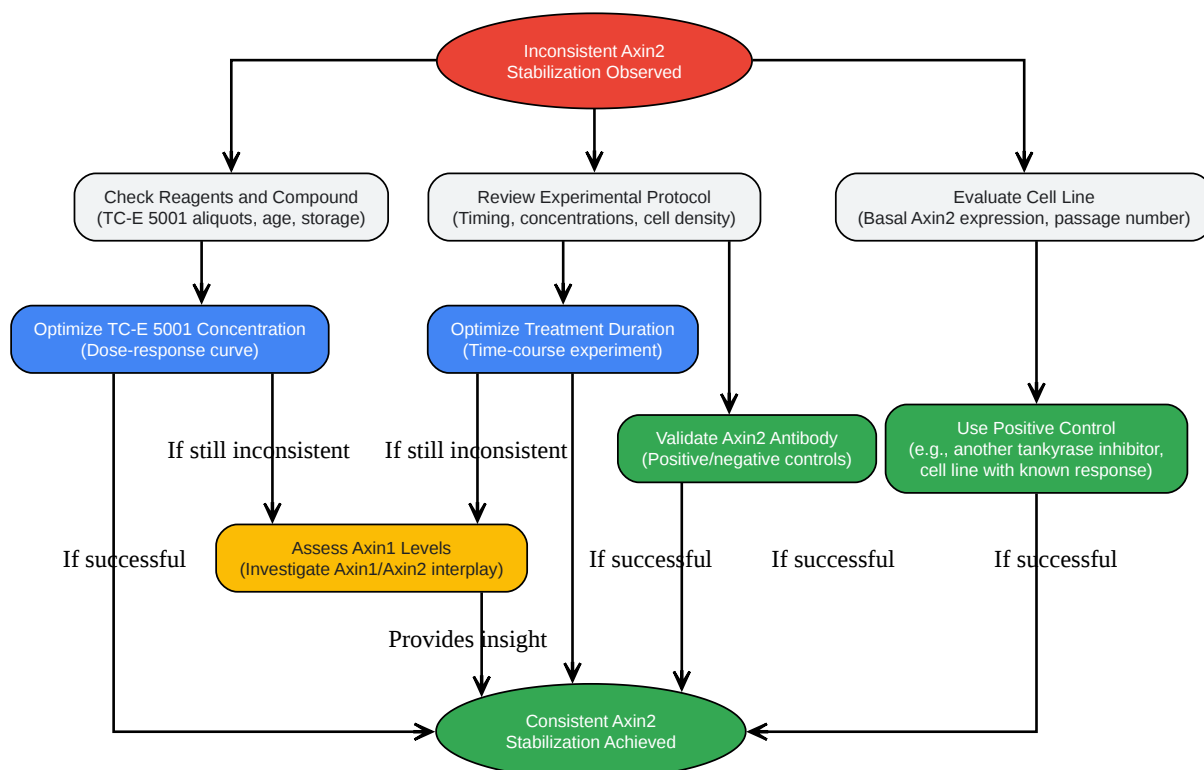 Inconsistent Axin2
Stabilization Observed
Check Reagents and Compound
(TC-E 5001 aliquots, age, storage)
Review Experimental Protocol
(Timing, concentrations, cell density)
Evaluate Cell Line
(Basal Axin2 expression, passage number)
Optimize TC-E 5001 Concentration
(Dose-response curve)
Optimize Treatment Duration
(Time-course experiment)
If still inconsistent
If still inconsistent
Validate Axin2 Antibody
(Positive/negative controls)
Use Positive Control
(e.g., another tankyrase inhibitor,
cell line with known response)
If successful
Assess Axin1 Levels
(Investigate Axin1/Axin2 interplay)
If successful
If successful
If successful
Provides insight
Consistent Axin2
Stabilization Achieved